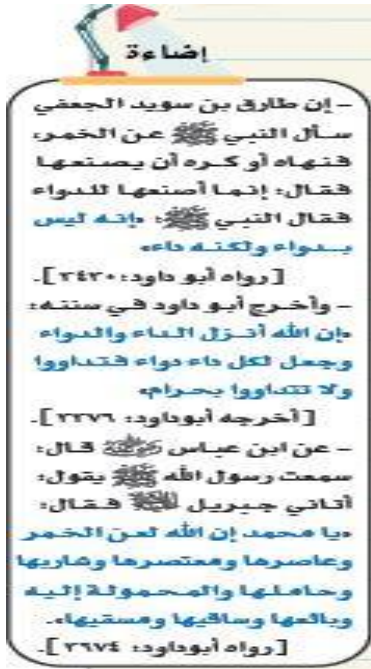 إضاءة
- إن طارق بن سويد الجعفي
سأل النبي ﷺ عن الخمر،
فنهاه أو كره أن يصنعها
فقال: إنما أصنعها للدواء
فقال النبي ﷺ: «إنه ليس
بدواء ولكنه داء»
[رواه أبو داود: ٣٤٣٠].
- وأخرج أبو داود في سننه:
«إن الله أنزل الداء والدواء
وجعل لكل داء دواء فتداووا
ولا تتداووا بحرام»
[أخرجه أبوداود: ٣٣٧٦].
- عن ابن عباس رضي الله عنه قال:
سمعت رسول الله ﷺ يقول:
أتاني جبريل عليه السلام فقال:
«يا محمد إن الله لعن الخمر
وعاصرها ومعتصرها وشاربها
وحاملها والمحمولة إليه
وبائعها وساقيها ومسقيها».
[رواه أبوداود: ٣٦٧٤].